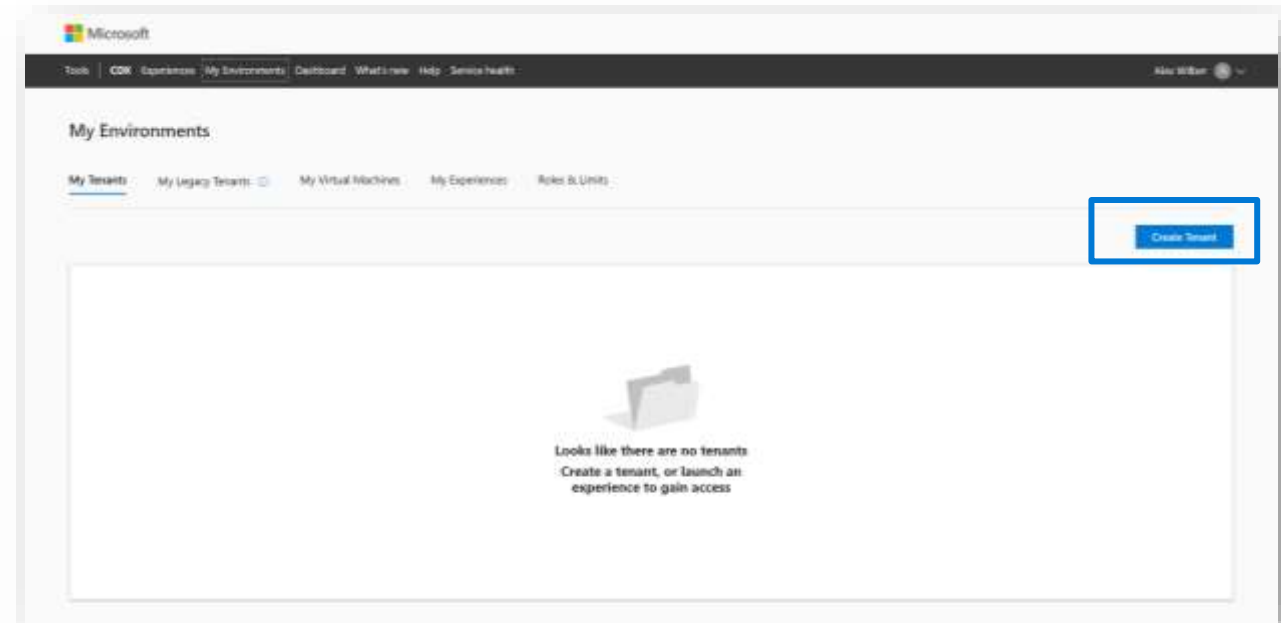 Microsoft
Tools | CDX Experiences My Environments Dashboard What's new Help Service health Alex Wilber
My Environments
My Tenants My Legacy Tenants My Virtual Machines My Experiences Roles & Limits
Create Tenant
Looks like there are no tenants
Create a tenant, or launch an
experience to gain access